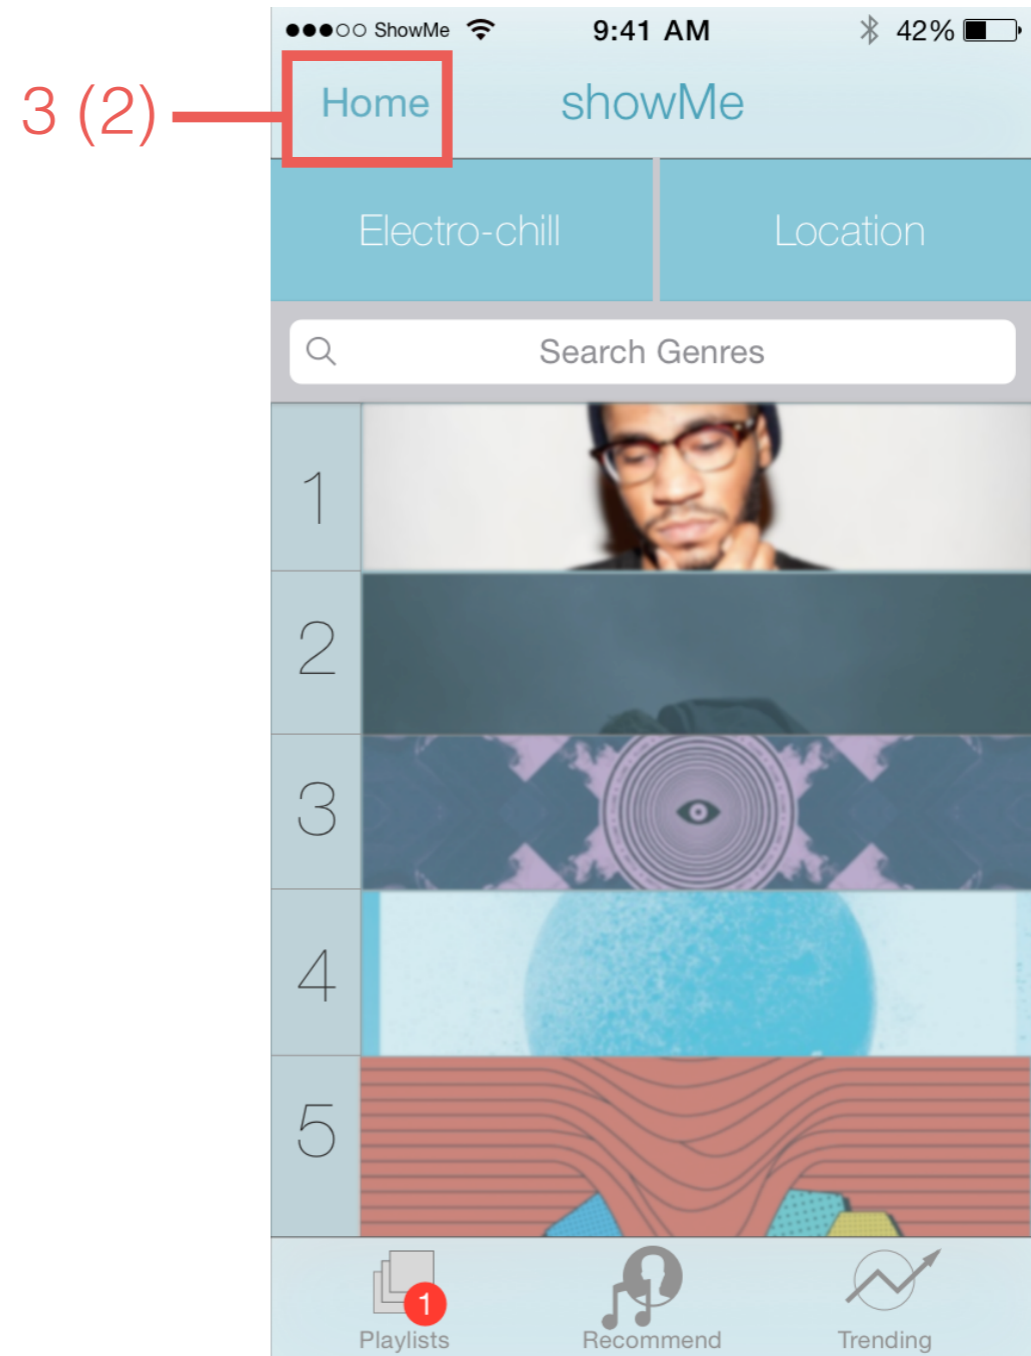 ShowMe 9:41 AM 42%
3 (2) Home showMe
Electro-chill Location
Search Genres
1
2
3
4
5
1
Playlists Recommend Trending